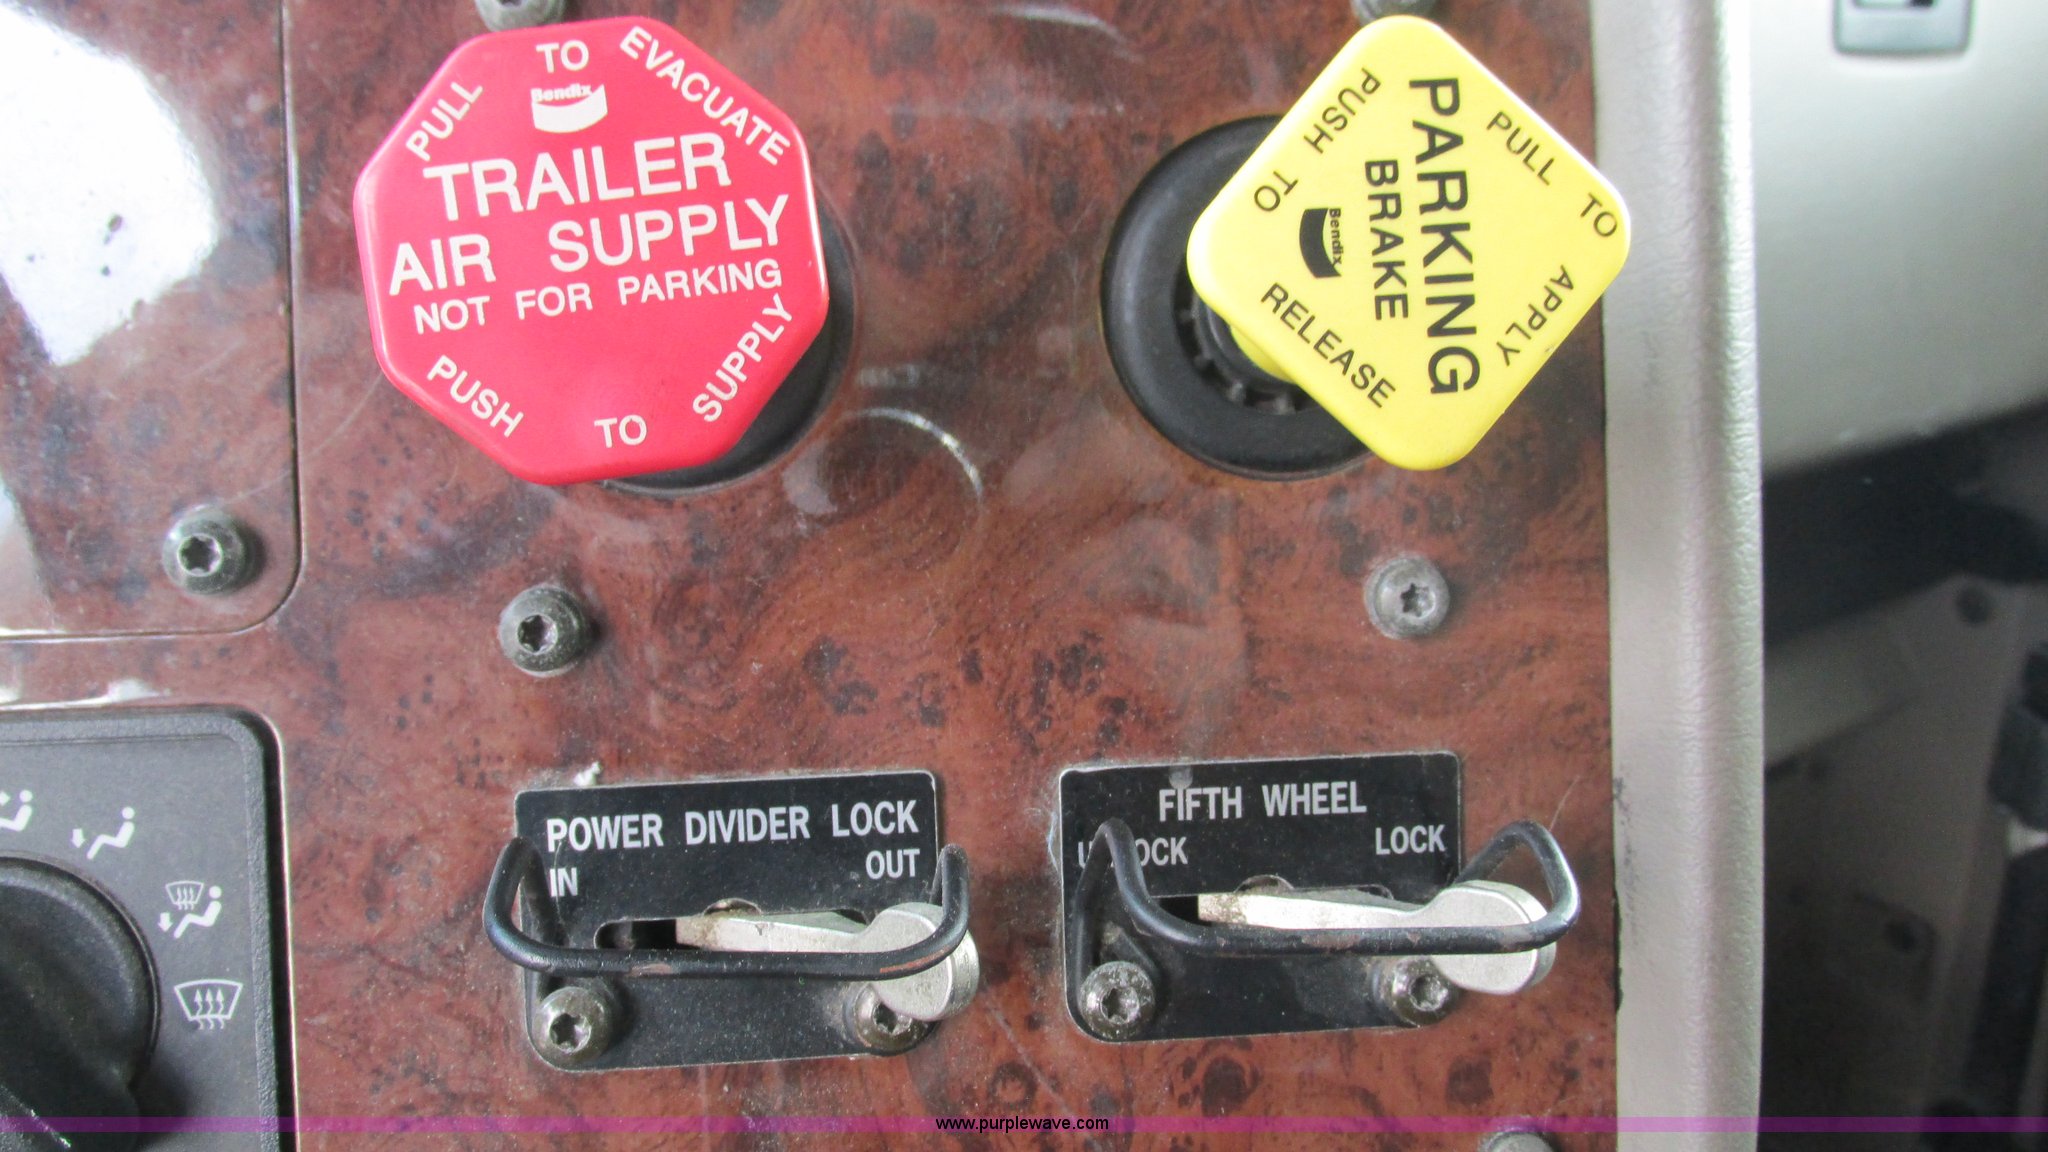 PULL TO EVACUATE
Bendix
TRAILER
AIR SUPPLY
NOT FOR PARKING
PUSH TO SUPPLY
PULL TO APPLY
PARKING
BRAKE
Bendix
PUSH TO RELEASE
POWER DIVIDER LOCK
IN OUT
FIFTH WHEEL
UNLOCK LOCK
www.purplewave.com